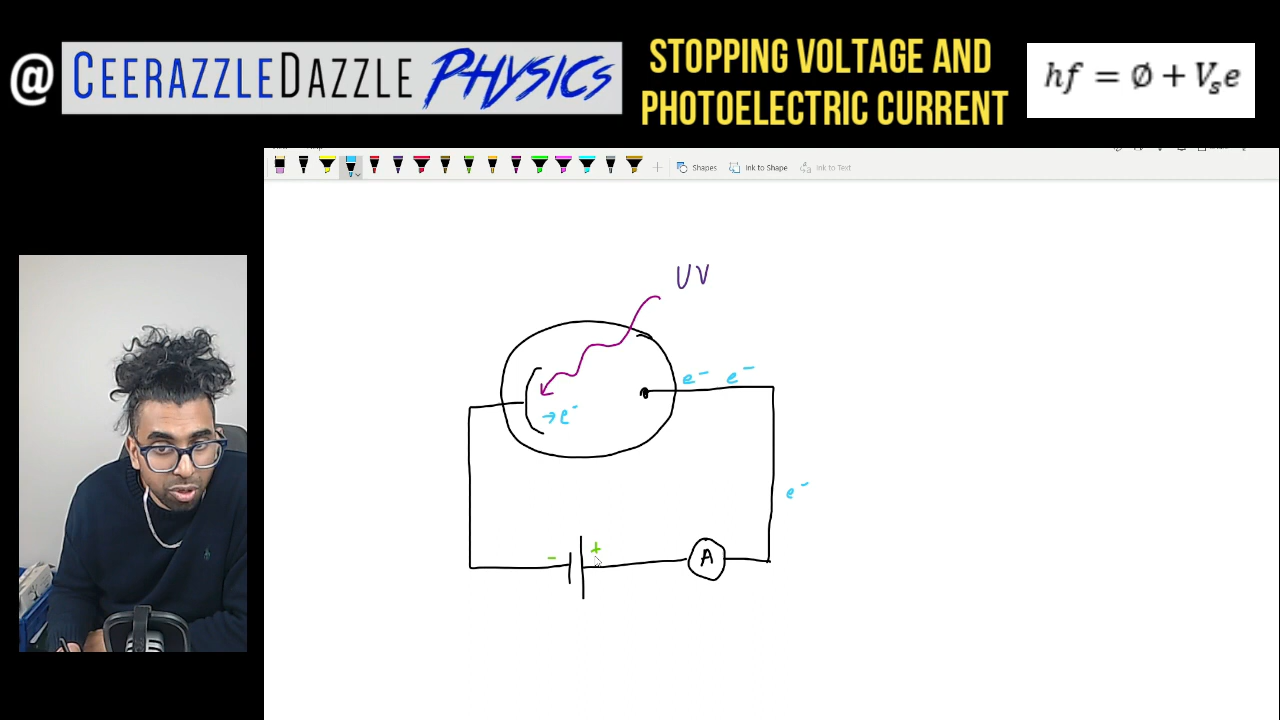 @ CEERAZZLEDAZZLE PHYSICS
STOPPING VOLTAGE AND
PHOTOELECTRIC CURRENT
hf = Ø + Vₛe
Shapes
Ink to Shape
Ink to Text
UV
e⁻ e⁻
→ e⁻
e⁻
- +
A